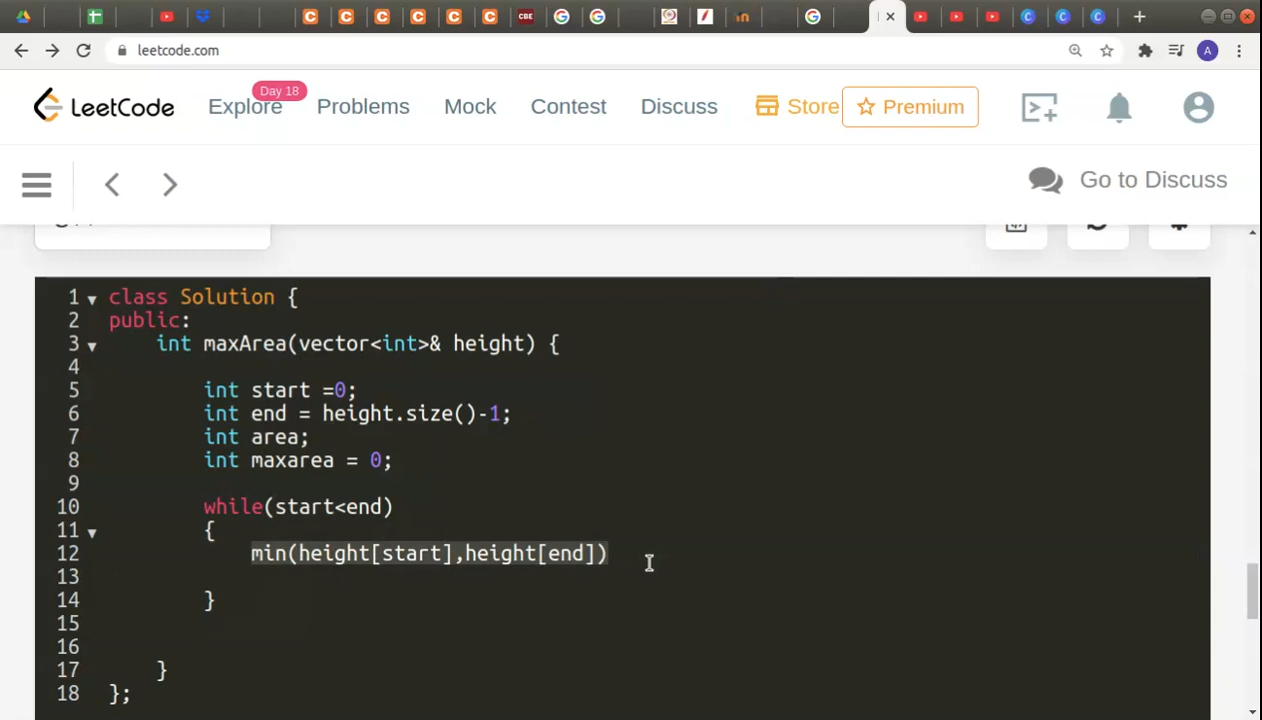 CBE
in
A
leetcode.com
LeetCode
Explore
Day 18
Problems
Mock
Contest
Discuss
Store
Premium
Go to Discuss
1 class Solution {
2 public:
3 int maxArea(vector<int>& height) {
4
5 int start =0;
6 int end = height.size()-1;
7 int area;
8 int maxarea = 0;
9
10 while(start<end)
11 {
12 min(height[start],height[end])
13
14 }
15
16
17 }
18 };